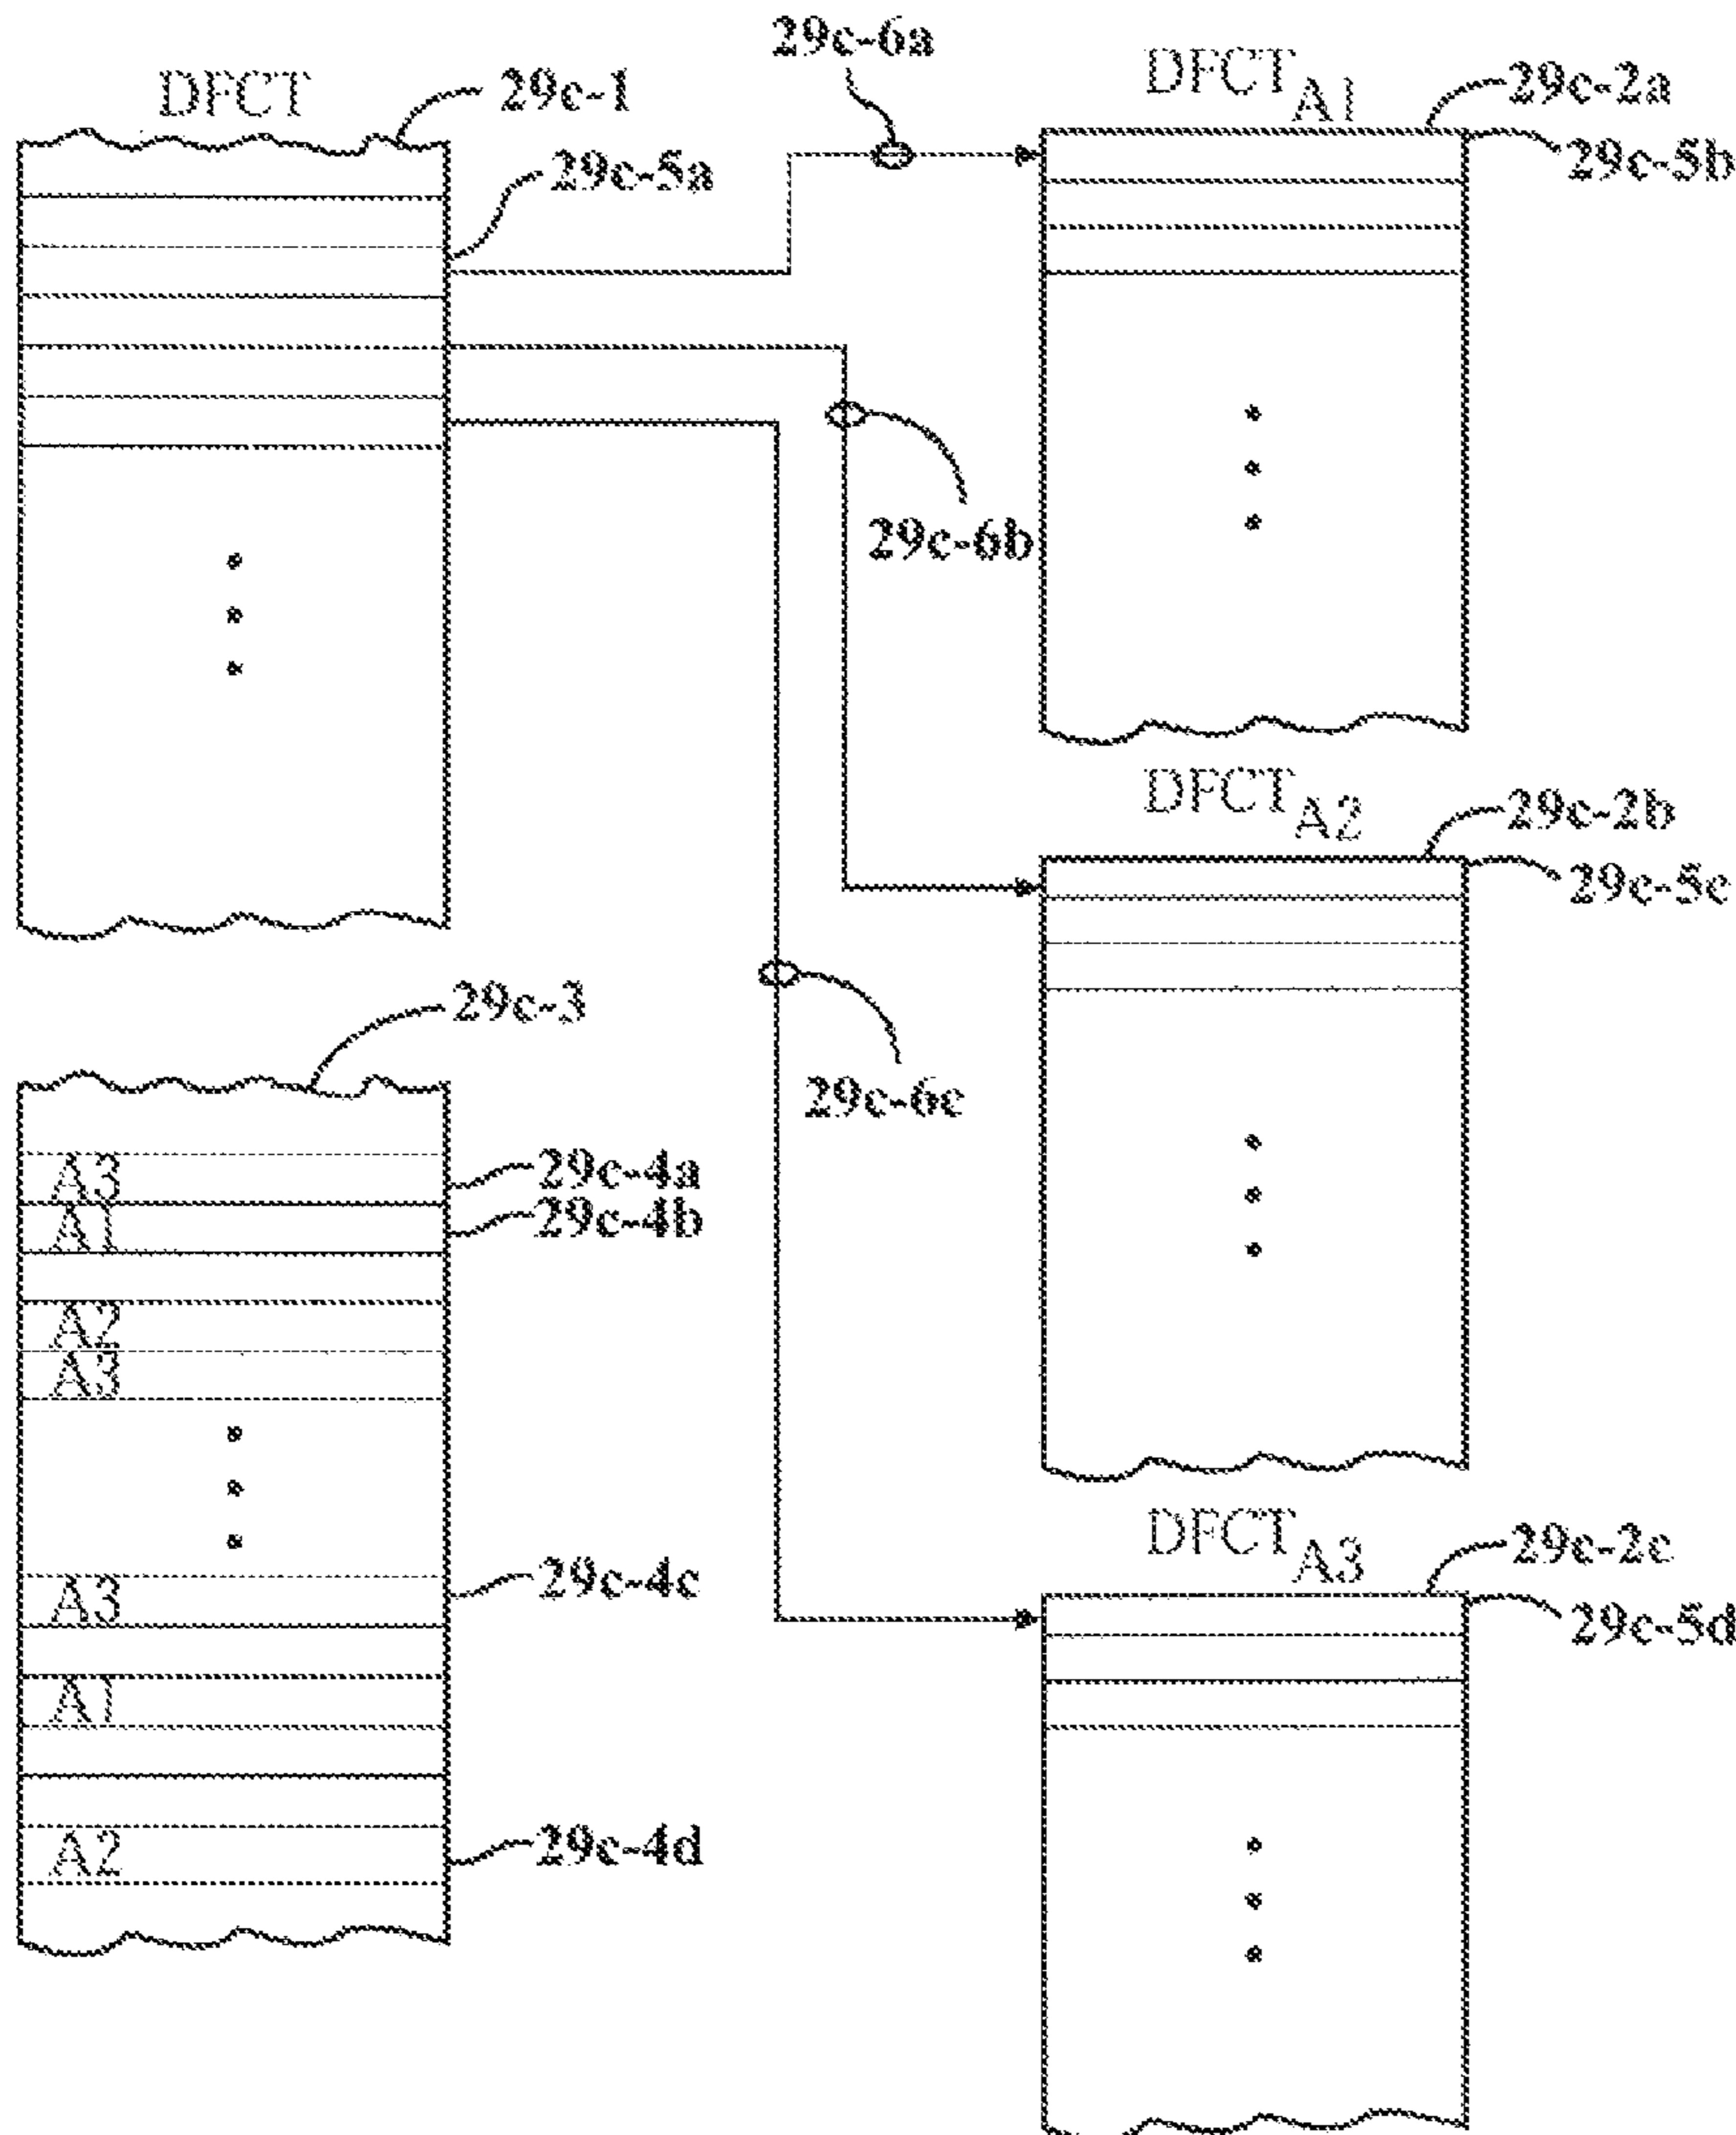 29c-6a
DFCT
29c-1
DFCT A1
29c-2a
29c-5a
29c-5b
29c-6b
DFCT A2
29c-2b
29c-5c
29c-3
29c-6c
A3
29c-4a
A1
29c-4b
A2
A3
DFCT A3
29c-2c
A3
29c-4c
29c-5d
A1
A2
29c-4d